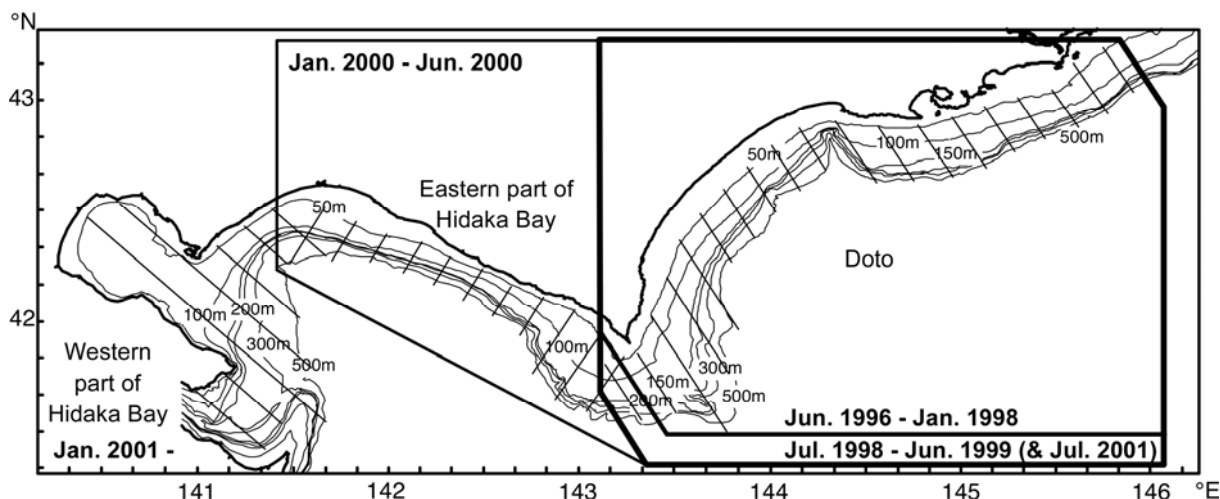 °N
Jan. 2000 - Jun. 2000
43
500m
100m
150m
50m
Eastern part of
Hidaka Bay
50m
Doto
100m
200m
42
300m
500m
Western
part of
Hidaka Bay
100m
150m
300m
200m
500m
Jun. 1996 - Jan. 1998
Jan. 2001 -
Jul. 1998 - Jun. 1999 (& Jul. 2001)
141
142
143
144
145
146
°E